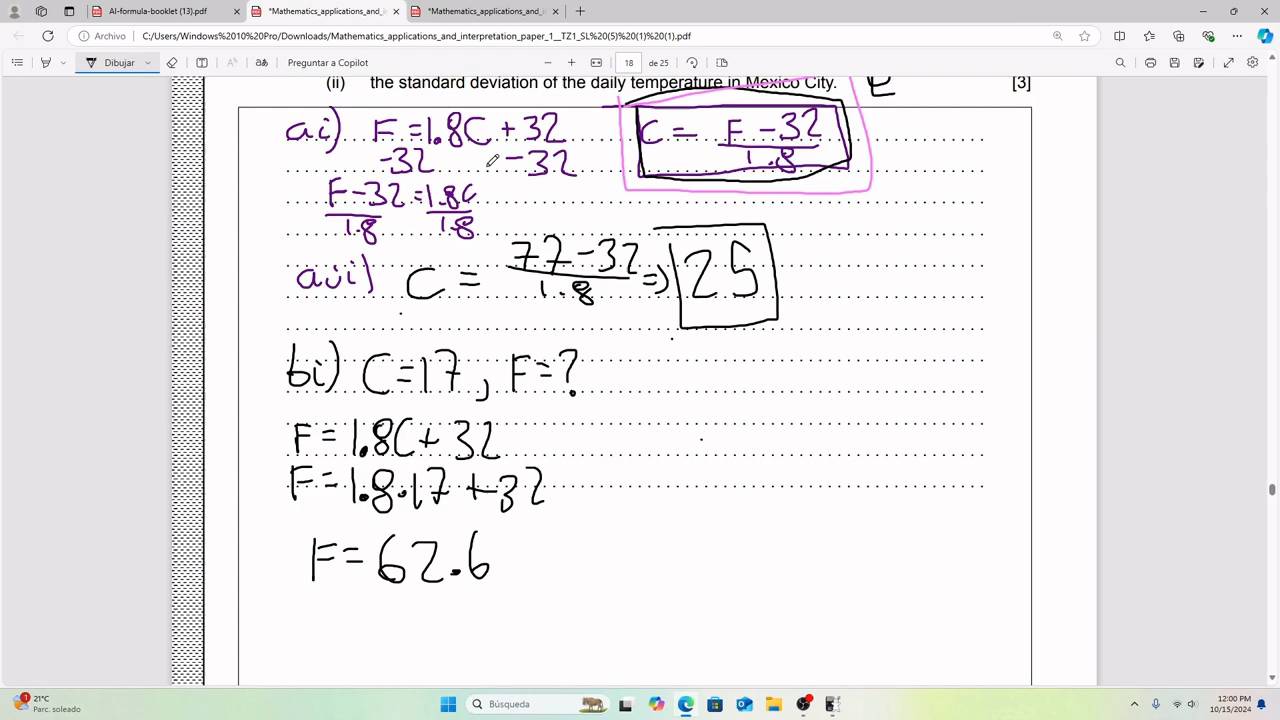 AI-formula-booklet (13).pdf
*Mathematics_applications_and_in
*Mathematics_applications_and_in
Archivo
C:/Users/Windows%2010%20Pro/Downloads/Mathematics_applications_and_interpretation_paper_1__TZ1_SL%20(5)%20(1)%20(1).pdf
Dibujar
Preguntar a Copilot
18
de 25
(ii) the standard deviation of the daily temperature in Mexico City. [3]
a.i) F = 1.8C + 32
C = F - 32 / 1.8
-32 - 32
F - 32 = 1.8C
1.8 1.8
a.ii) C = 77 - 32 / 1.8 => 25
bi) C = 17, F = ?
F = 1.8C + 32
F = 1.8 . 17 + 32
F = 62.6
1
21°C
Parc. soleado
Búsqueda
12:00 PM
10/15/2024